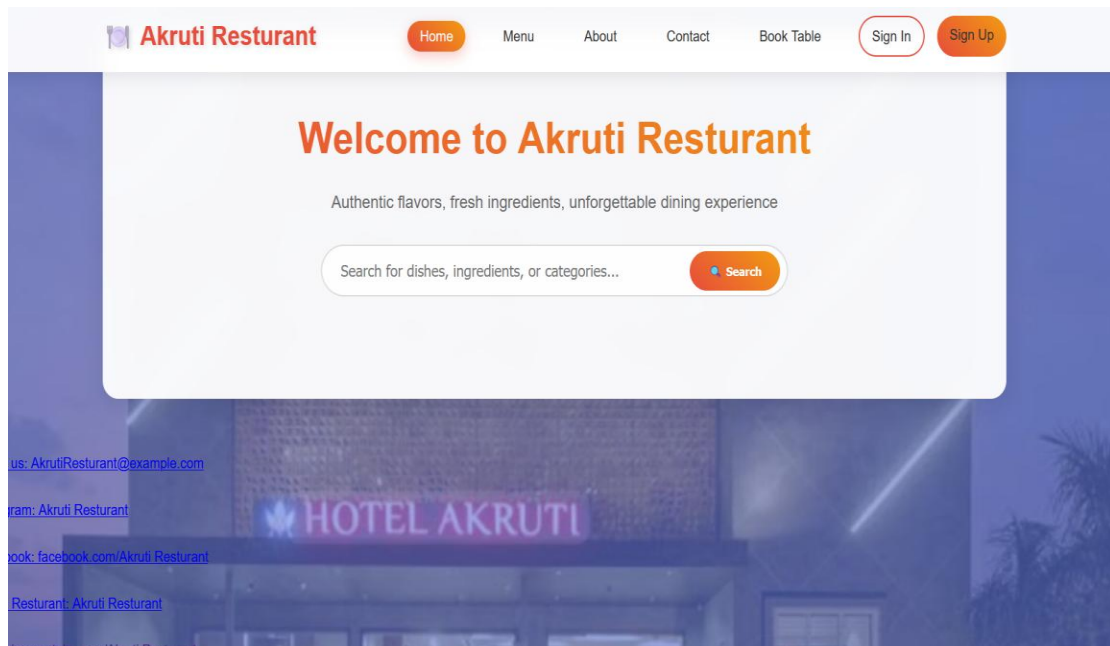 Akruti Resturant
Home Menu About Contact Book Table Sign In Sign Up
Welcome to Akruti Resturant
Authentic flavors, fresh ingredients, unforgettable dining experience
Search for dishes, ingredients, or categories... Search
us: AkrutiResturant@example.com
HOTEL AKRUTI
gram: Akruti Resturant
book: facebook.com/Akruti Resturant
Resturant: Akruti Resturant